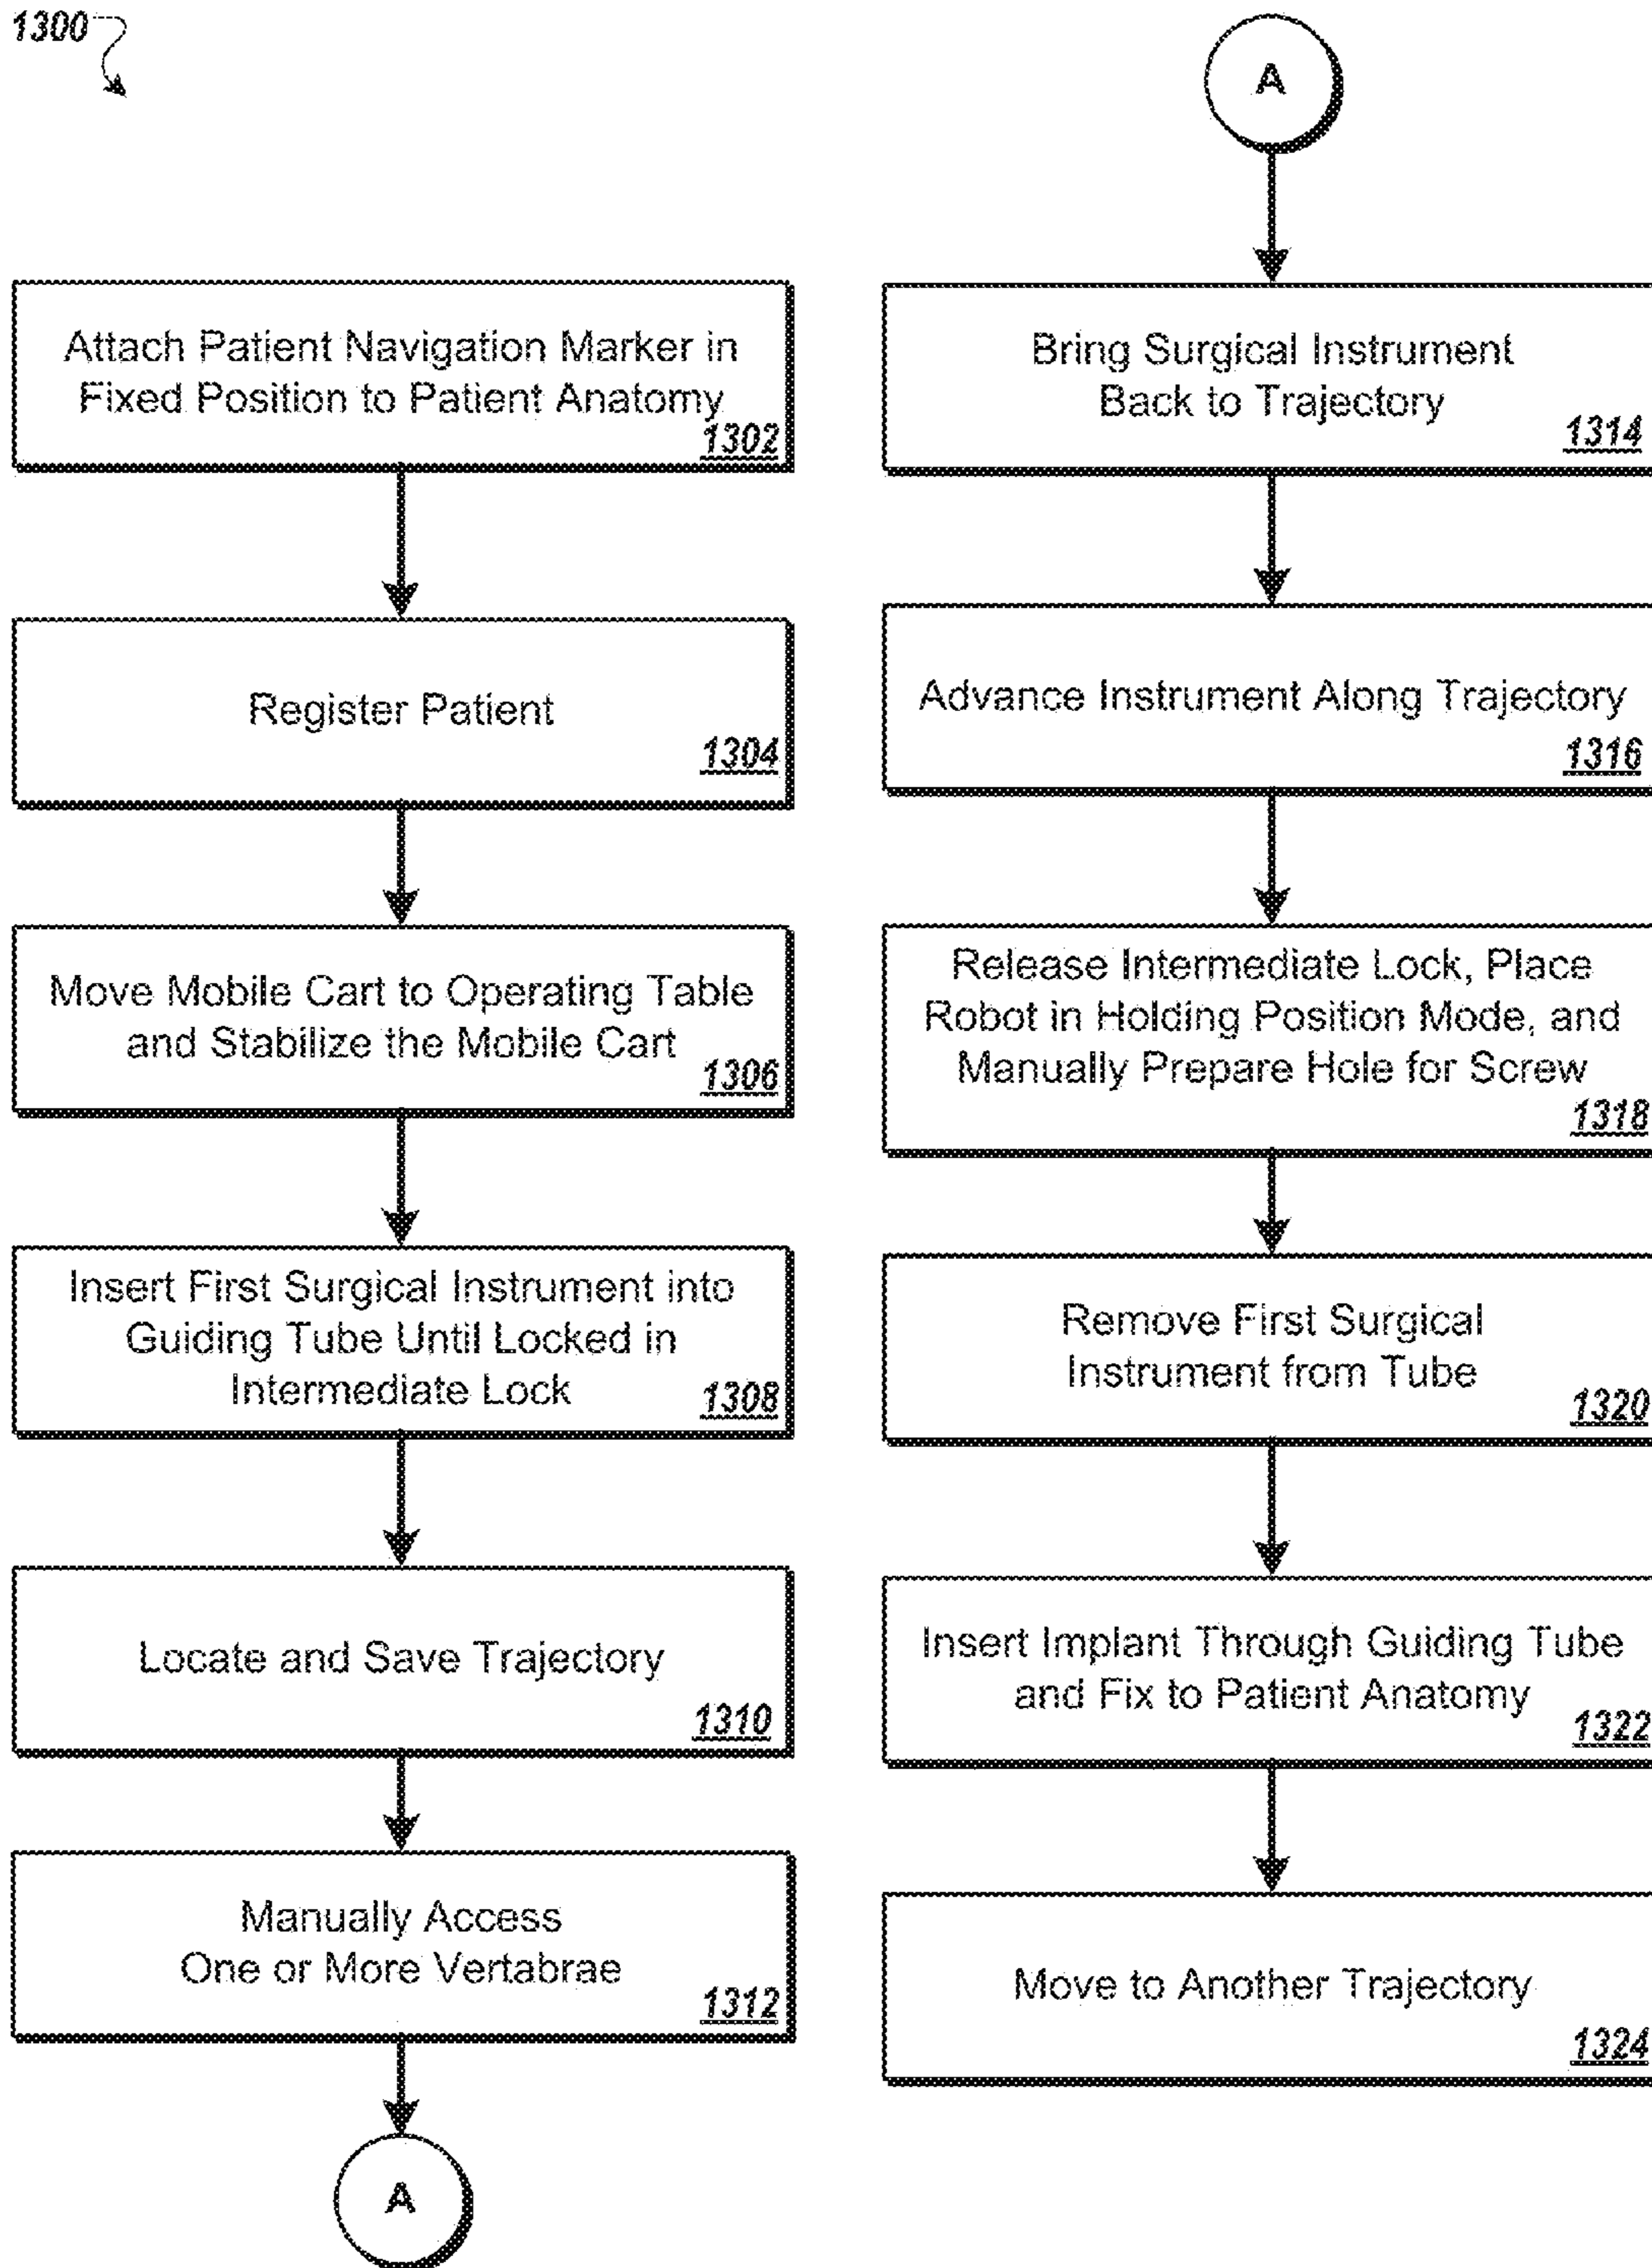 1300
Attach Patient Navigation Marker in
Fixed Position to Patient Anatomy
1302
Register Patient
1304
Move Mobile Cart to Operating Table
and Stabilize the Mobile Cart
1306
Insert First Surgical Instrument into
Guiding Tube Until Locked in
Intermediate Lock
1308
Locate and Save Trajectory
1310
Manually Access
One or More Vertabrae
1312
A
A
Bring Surgical Instrument
Back to Trajectory
1314
Advance Instrument Along Trajectory
1316
Release Intermediate Lock, Place
Robot in Holding Position Mode, and
Manually Prepare Hole for Screw
1318
Remove First Surgical
Instrument from Tube
1320
Insert Implant Through Guiding Tube
and Fix to Patient Anatomy
1322
Move to Another Trajectory
1324